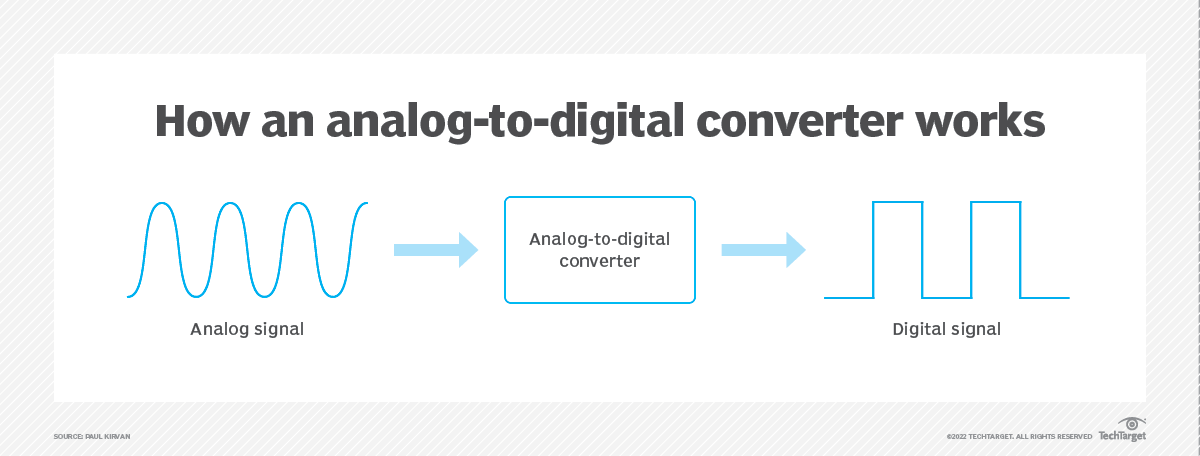 How an analog-to-digital converter works
Analog-to-digital
converter
Analog signal
Digital signal
SOURCE: PAUL KIRVAN
©2022 TECHTARGET. ALL RIGHTS RESERVED
TechTarget